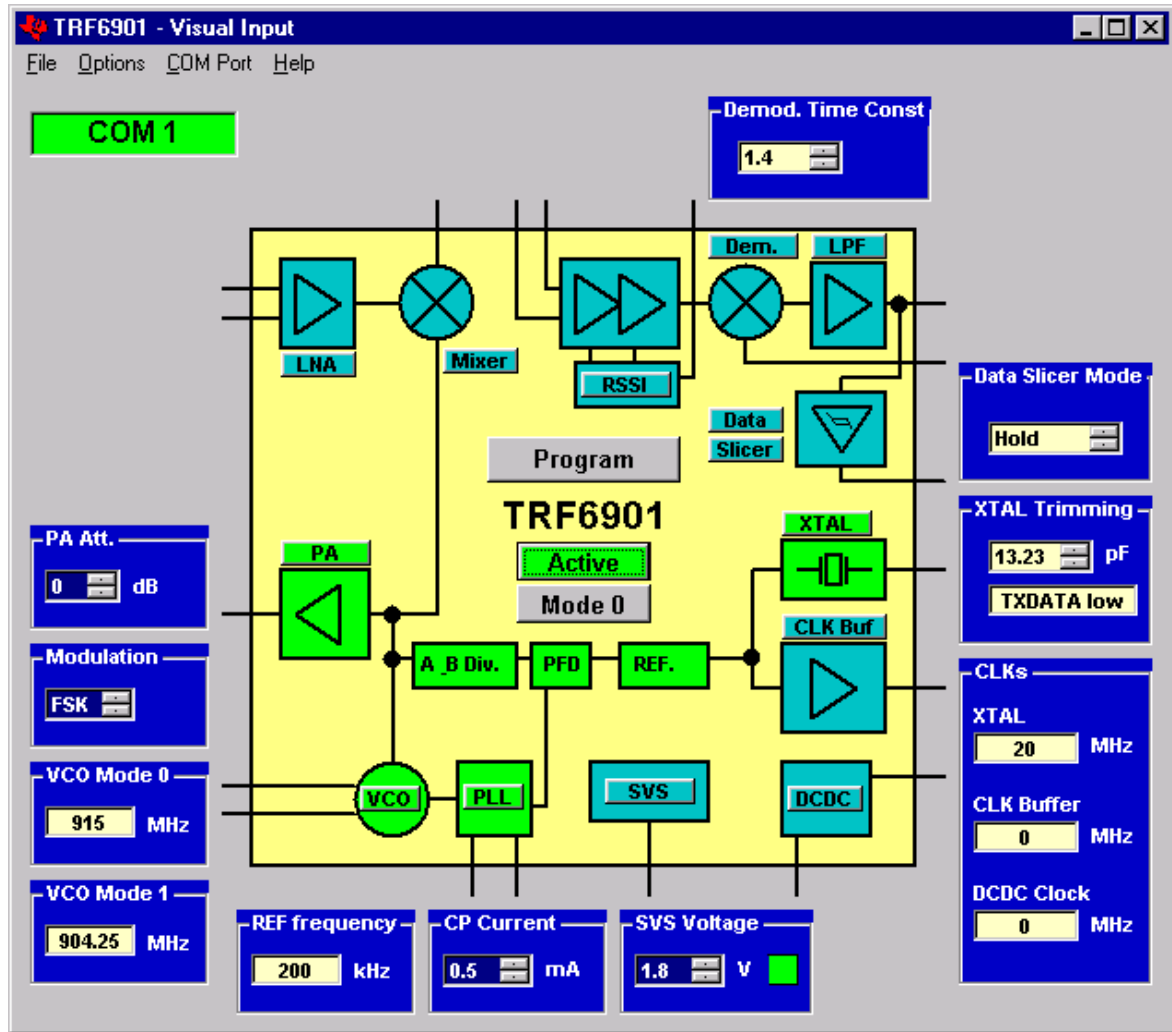 TRF6901 - Visual Input
File Options COM Port Help
COM 1
Demod. Time Const
1.4
Dem.
LPF
LNA
Mixer
RSSI
Data
Slicer
Data Slicer Mode
Hold
Program
TRF6901
Active
Mode 0
XTAL
XTAL Trimming
13.23 pF
TXDATA low
PA Att.
0 dB
PA
CLK Buf
Modulation
FSK
A_B Div.
PFD
REF.
CLKs
XTAL
20 MHz
CLK Buffer
0 MHz
DCDC Clock
0 MHz
VCO Mode 0
915 MHz
VCO
PLL
SVS
DCDC
VCO Mode 1
904.25 MHz
REF frequency
200 kHz
CP Current
0.5 mA
SVS Voltage
1.8 V